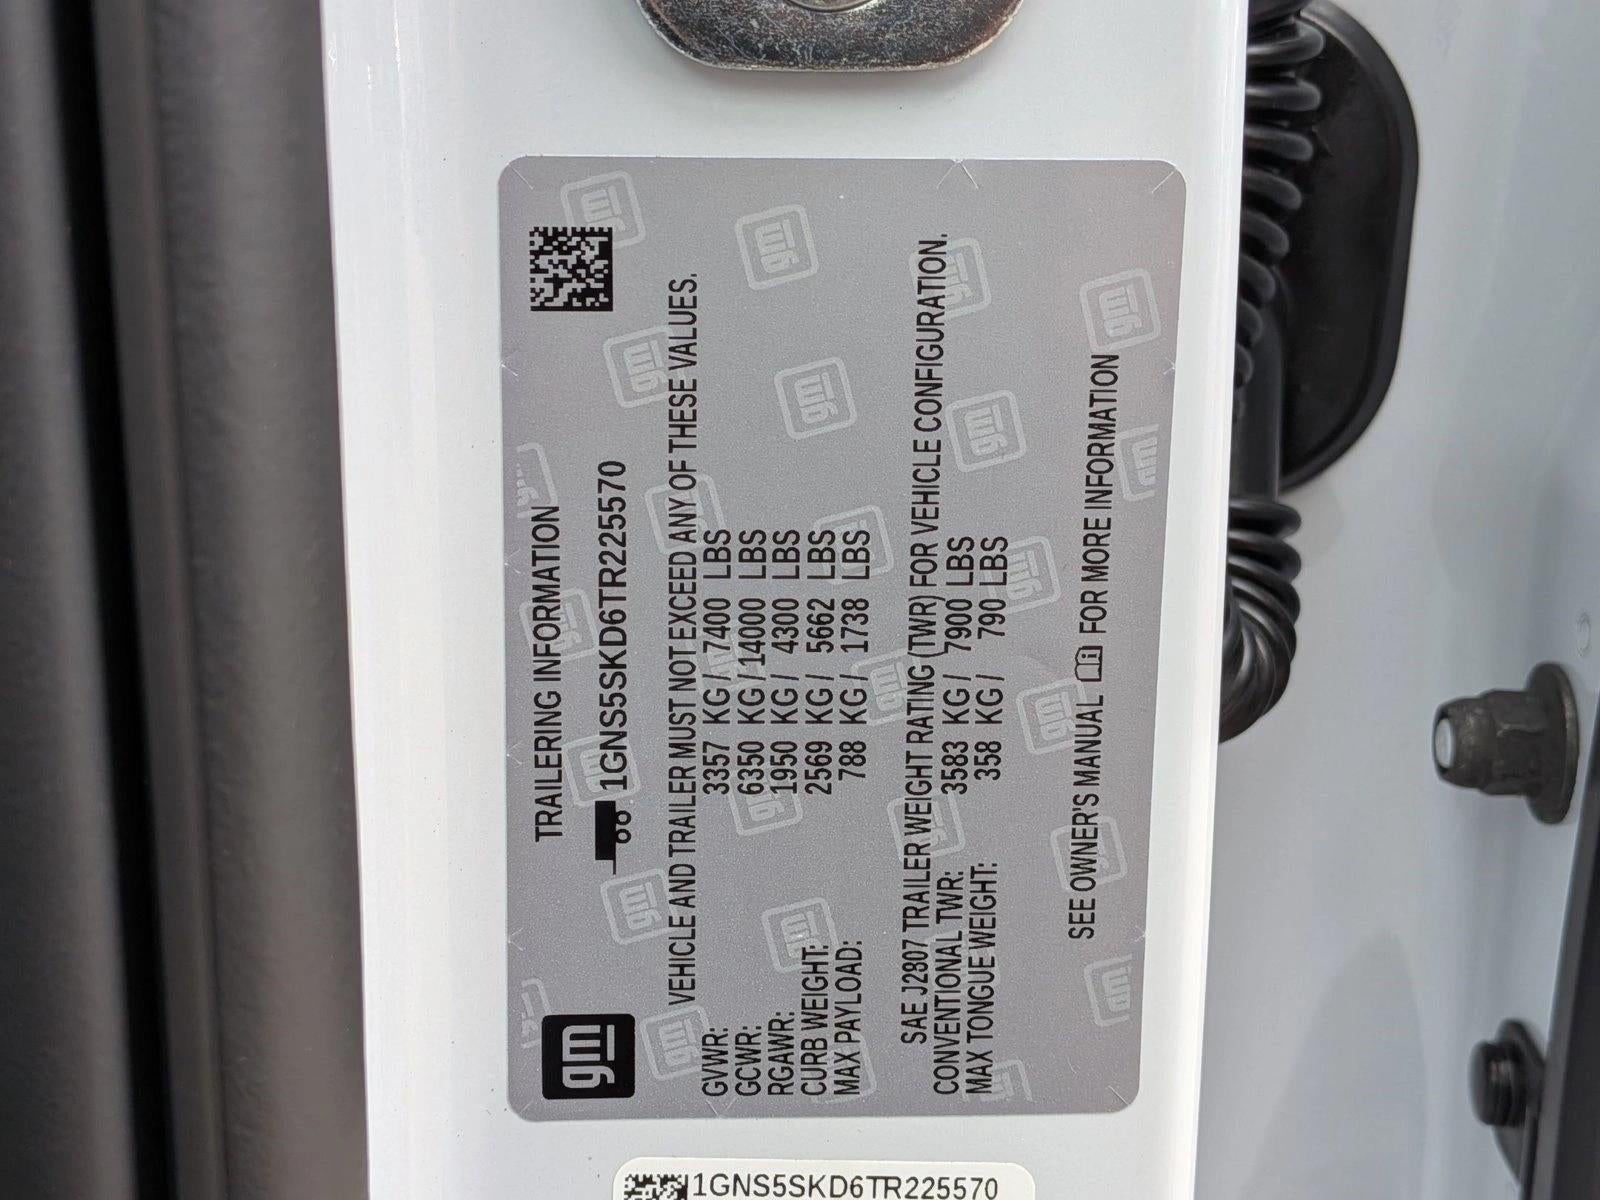 gm
TRAILERING INFORMATION
1GNS5SKD6TR225570
VEHICLE AND TRAILER MUST NOT EXCEED ANY OF THESE VALUES.
GVWR: 3357 KG / 7400 LBS
GCWR: 6350 KG / 14000 LBS
RGAWR: 1950 KG / 4300 LBS
CURB WEIGHT: 2569 KG / 5662 LBS
MAX PAYLOAD: 788 KG / 1738 LBS
SAE J2807 TRAILER WEIGHT RATING (TWR) FOR VEHICLE CONFIGURATION.
CONVENTIONAL TWR: 3583 KG / 7900 LBS
MAX TONGUE WEIGHT: 358 KG / 790 LBS
SEE OWNER'S MANUAL FOR MORE INFORMATION
1GNS5SKD6TR225570